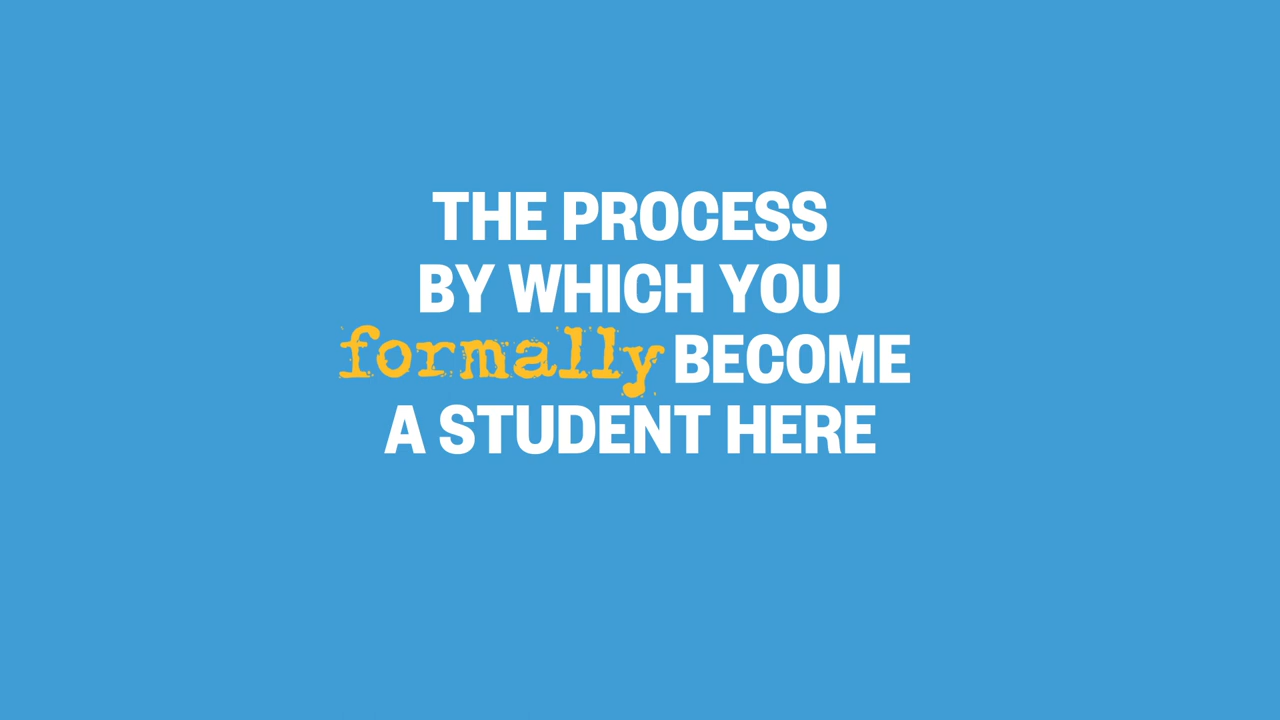 THE PROCESS
BY WHICH YOU
formally BECOME
A STUDENT HERE